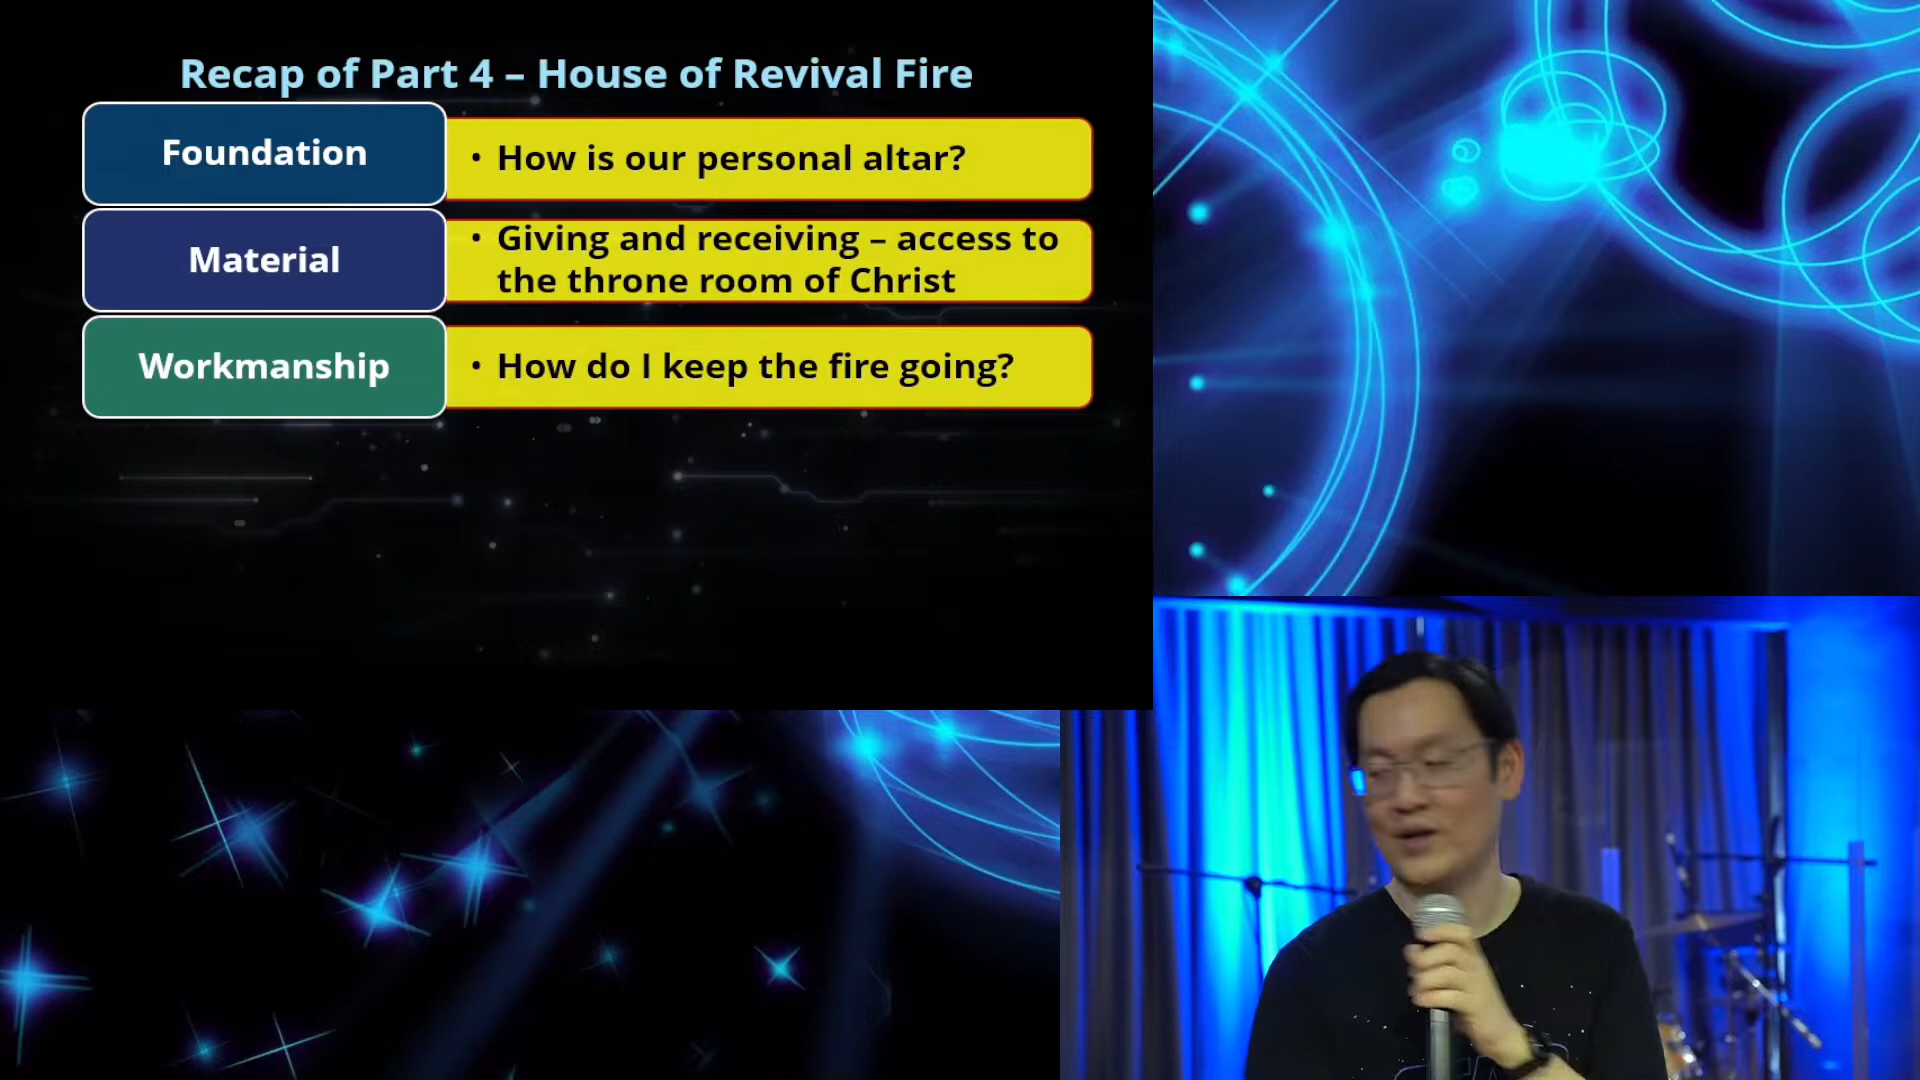 Recap of Part 4 – House of Revival Fire
Foundation
• How is our personal altar?
Material
• Giving and receiving – access to
the throne room of Christ
Workmanship
• How do I keep the fire going?